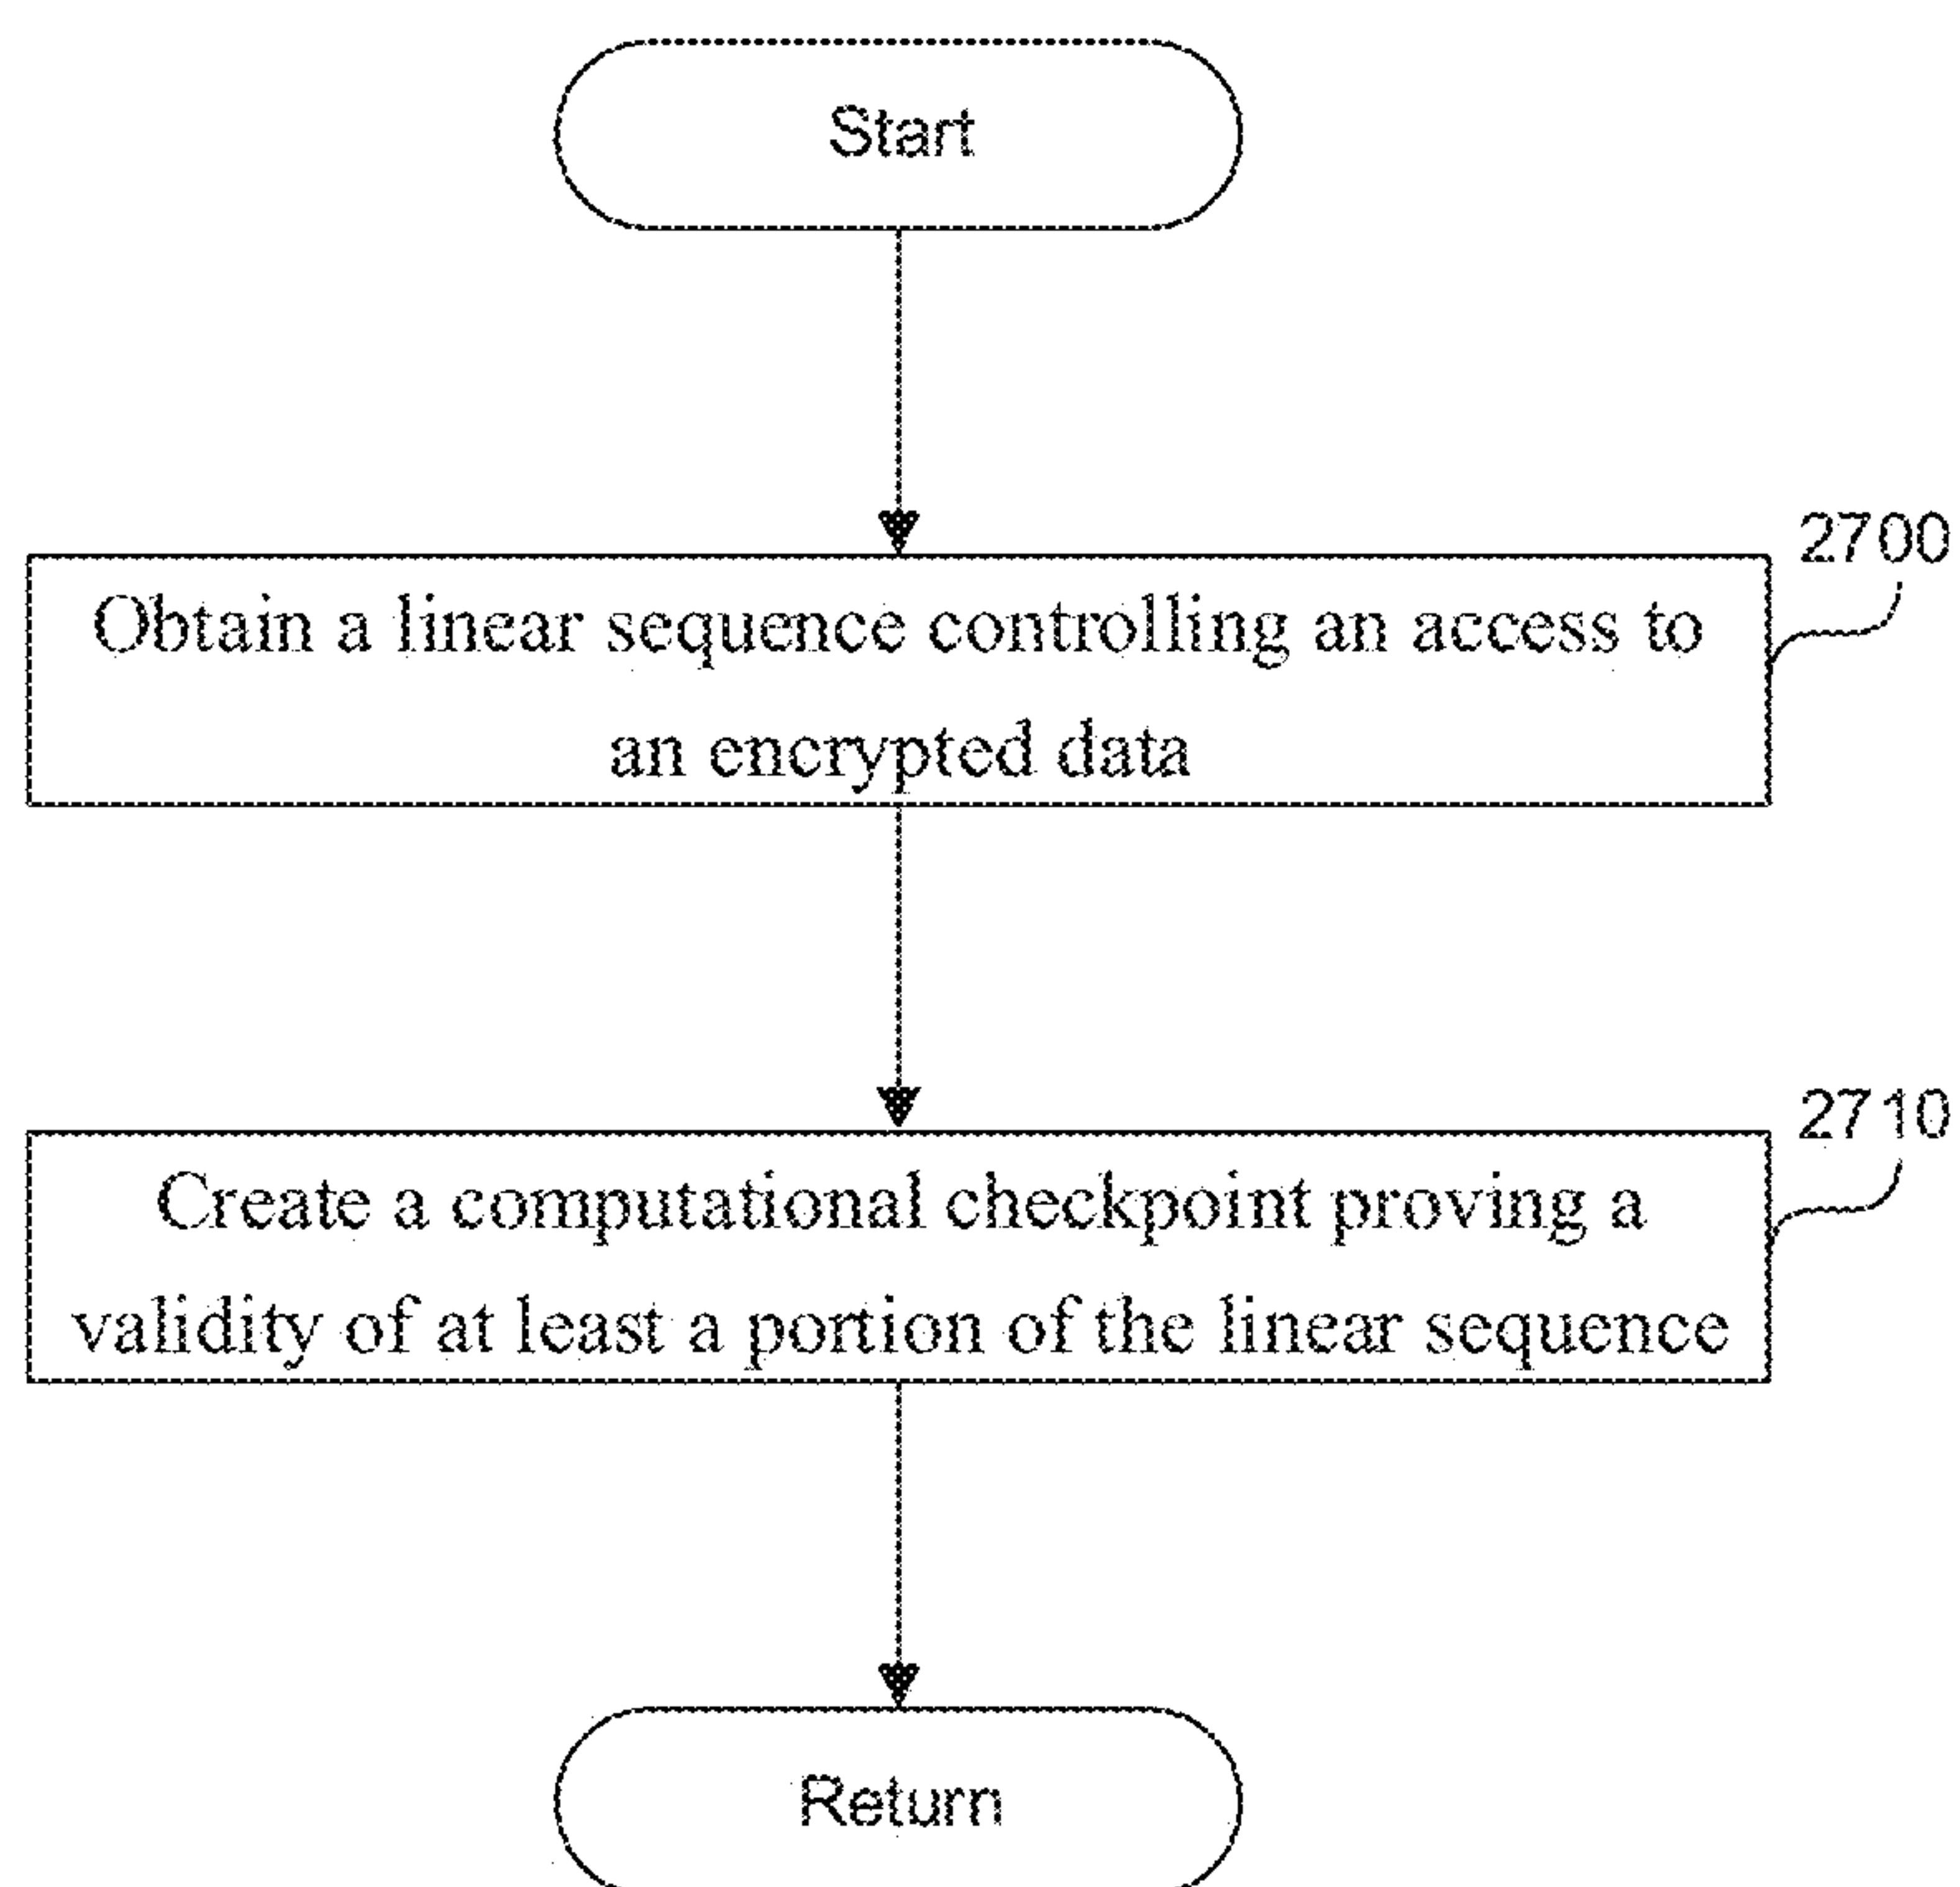 Start
2700
Obtain a linear sequence controlling an access to
an encrypted data
2710
Create a computational checkpoint proving a
validity of at least a portion of the linear sequence
Return